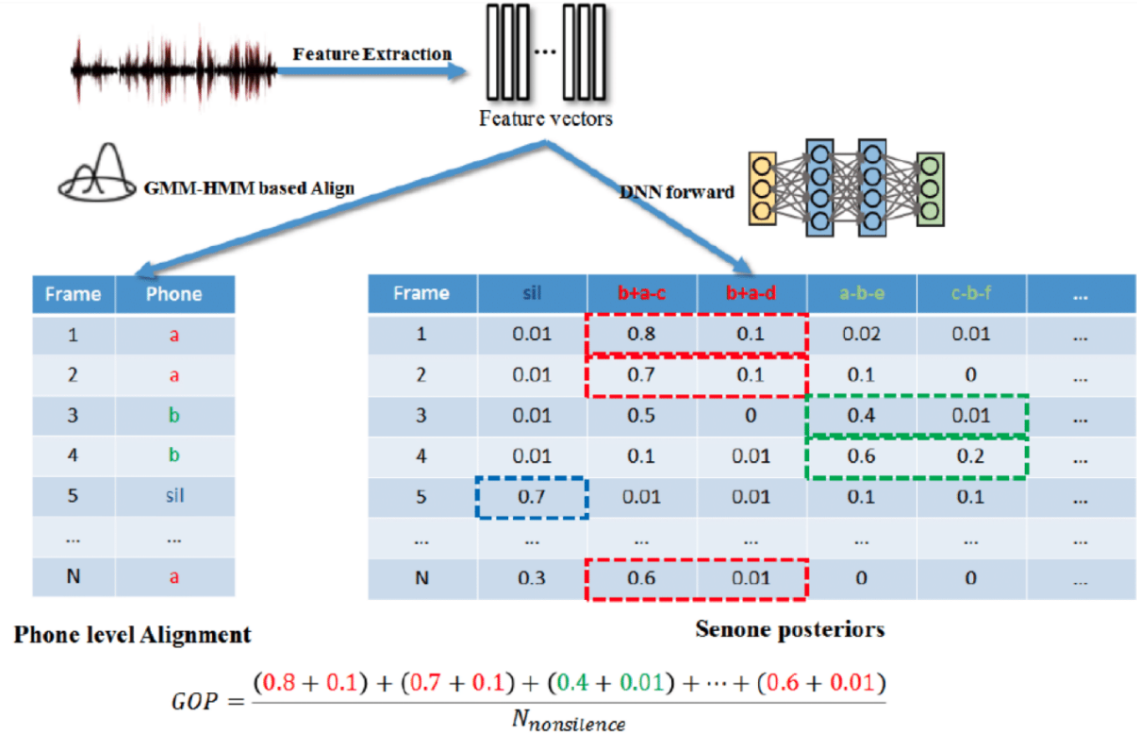 Feature Extraction
...
Feature vectors
GMM-HMM based Align
DNN forward
Frame Phone
1 a
2 a
3 b
4 b
5 sil
... ...
N a
Phone level Alignment
Frame sil b+a-c b+a-d a-b-e c-b-f ...
1 0.01 0.8 0.1 0.02 0.01 ...
2 0.01 0.7 0.1 0.1 0 ...
3 0.01 0.5 0 0.4 0.01 ...
4 0.01 0.1 0.01 0.6 0.2 ...
5 0.7 0.01 0.01 0.1 0.1 ...
... ... ... ... ... ... ...
N 0.3 0.6 0.01 0 0 ...
Senone posteriors
GOP = (0.8 + 0.1) + (0.7 + 0.1) + (0.4 + 0.01) + ⋯ + (0.6 + 0.01)
N nonsilence